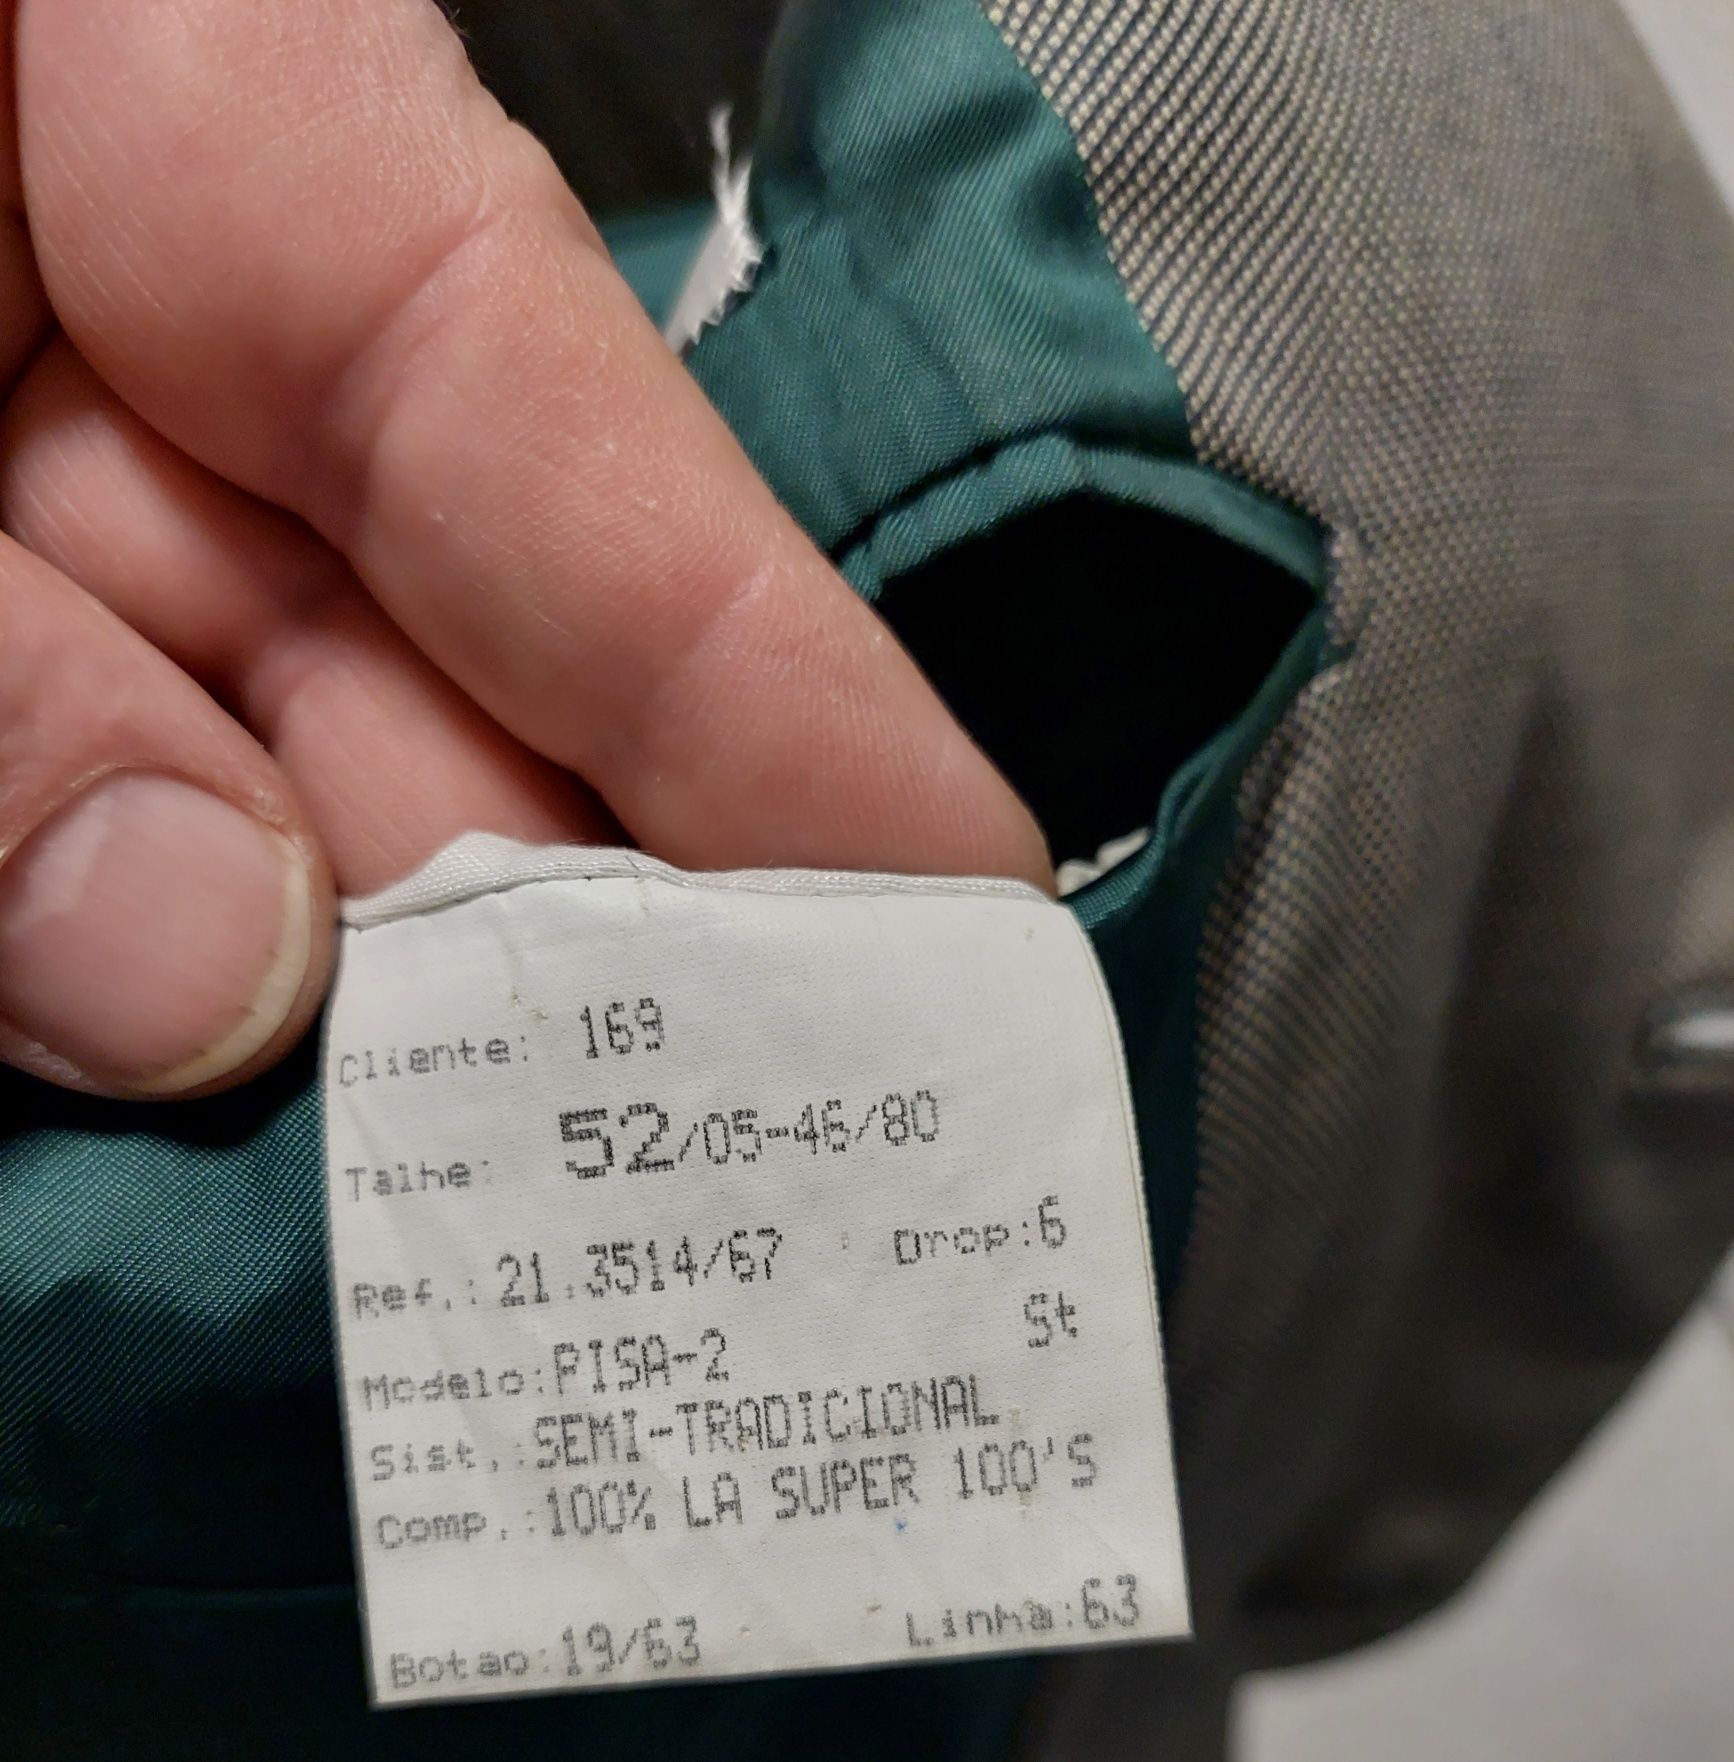 Cliente: 169
Talhe: 52/05-46/80
Ref.: 21.3514/67 Drop:6
St
Modelo:PISA-2
Sist.:SEMI-TRADICIONAL
Comp.:100% LA SUPER 100'S
Botao:19/63 Linha:63